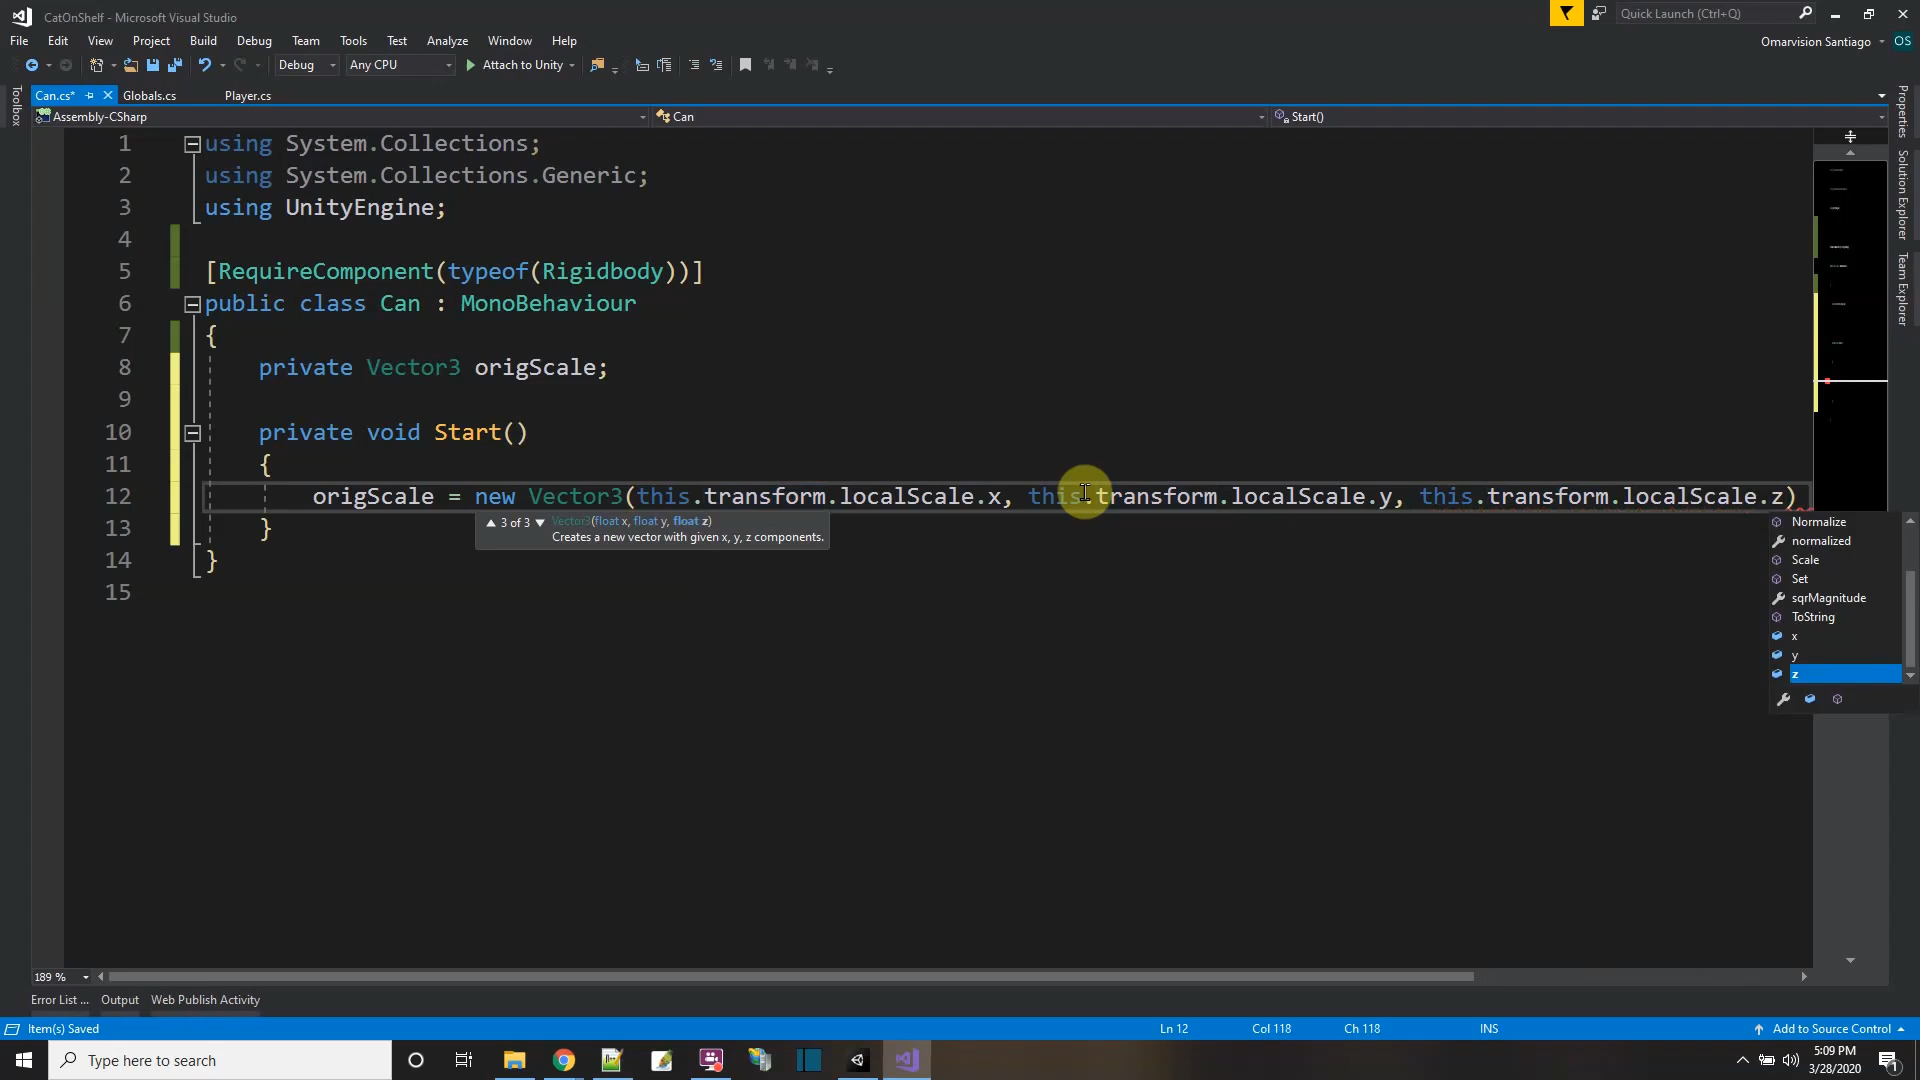 CatOnShelf - Microsoft Visual Studio
Quick Launch (Ctrl+Q)
File Edit View Project Build Debug Team Tools Test Analyze Window Help
Omarvision Santiago OS
Debug Any CPU Attach to Unity
Toolbox
Can.cs* Globals.cs Player.cs
Assembly-CSharp Can Start()
Properties
Solution Explorer
Team Explorer
1 using System.Collections;
2 using System.Collections.Generic;
3 using UnityEngine;
4
5 [RequireComponent(typeof(Rigidbody))]
6 public class Can : MonoBehaviour
7 {
8 private Vector3 origScale;
9
10 private void Start()
11 {
12 origScale = new Vector3(this.transform.localScale.x, this.transform.localScale.y, this.transform.localScale.z)
3 of 3 Vector3(float x, float y, float z)
Creates a new vector with given x, y, z components.
13 }
14 }
15
Normalize
normalized
Scale
Set
sqrMagnitude
ToString
x
y
z
189 %
Error List ... Output Web Publish Activity
Item(s) Saved Ln 12 Col 118 Ch 118 INS Add to Source Control
Type here to search
5:09 PM
3/28/2020
1